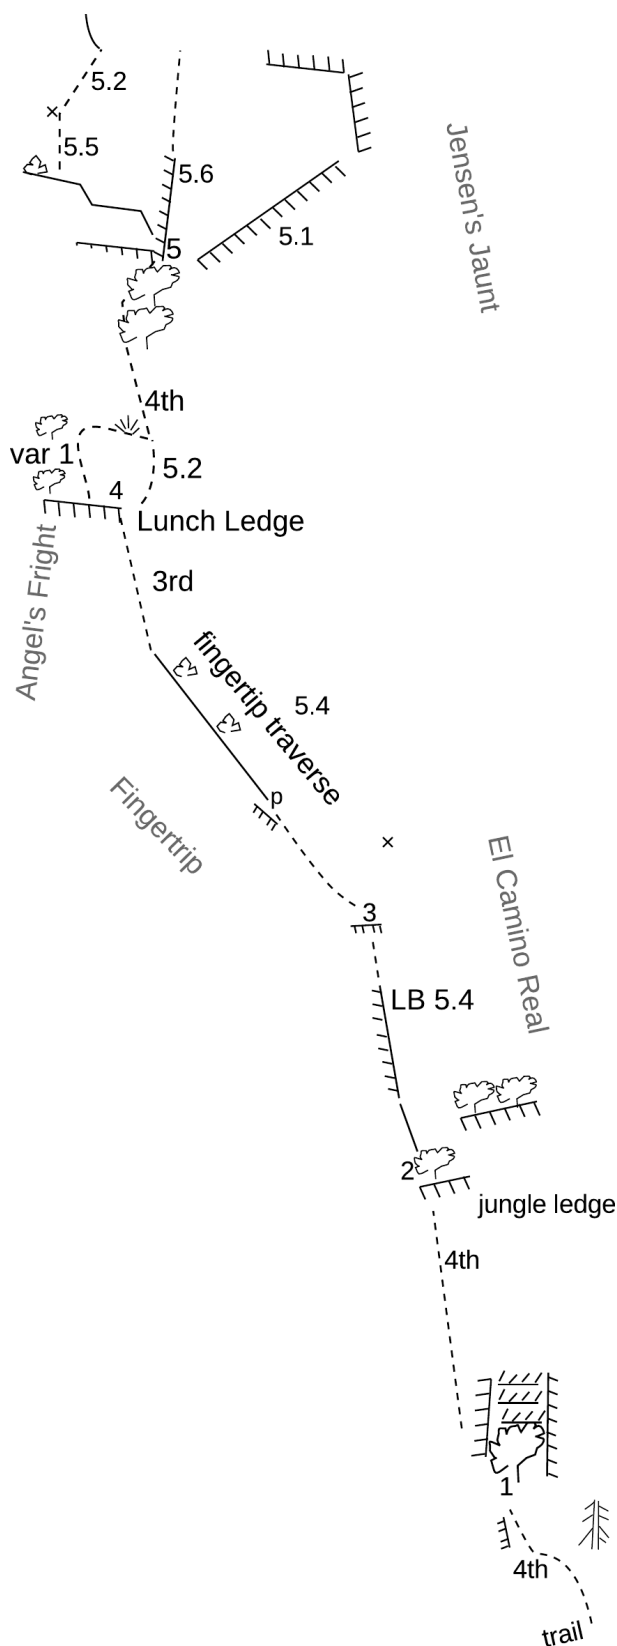 5.2
×
5.5
5.6
5
5.1
Jensen's Jaunt
4th
var 1
5.2
4
Lunch Ledge
Angel's Fright
3rd
fingertip traverse
5.4
p
Fingertrip
×
El Camino Real
3
LB 5.4
2
jungle ledge
4th
1
4th
trail